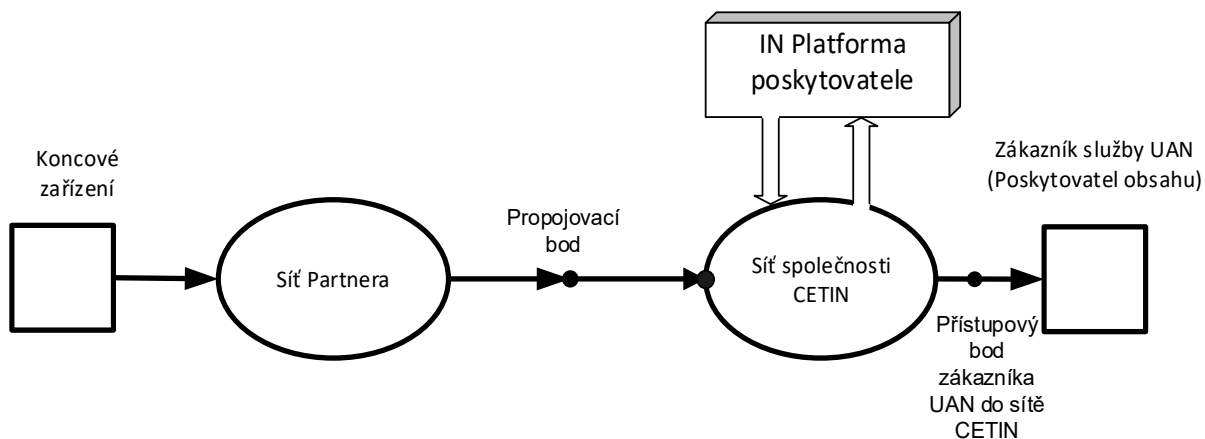 IN Platforma
poskytovatele
Koncové
zařízení
Zákazník služby UAN
(Poskytovatel obsahu)
Propojovací
bod
Síť Partnera
Síť společnosti
CETIN
Přístupový
bod
zákazníka
UAN do sítě
CETIN